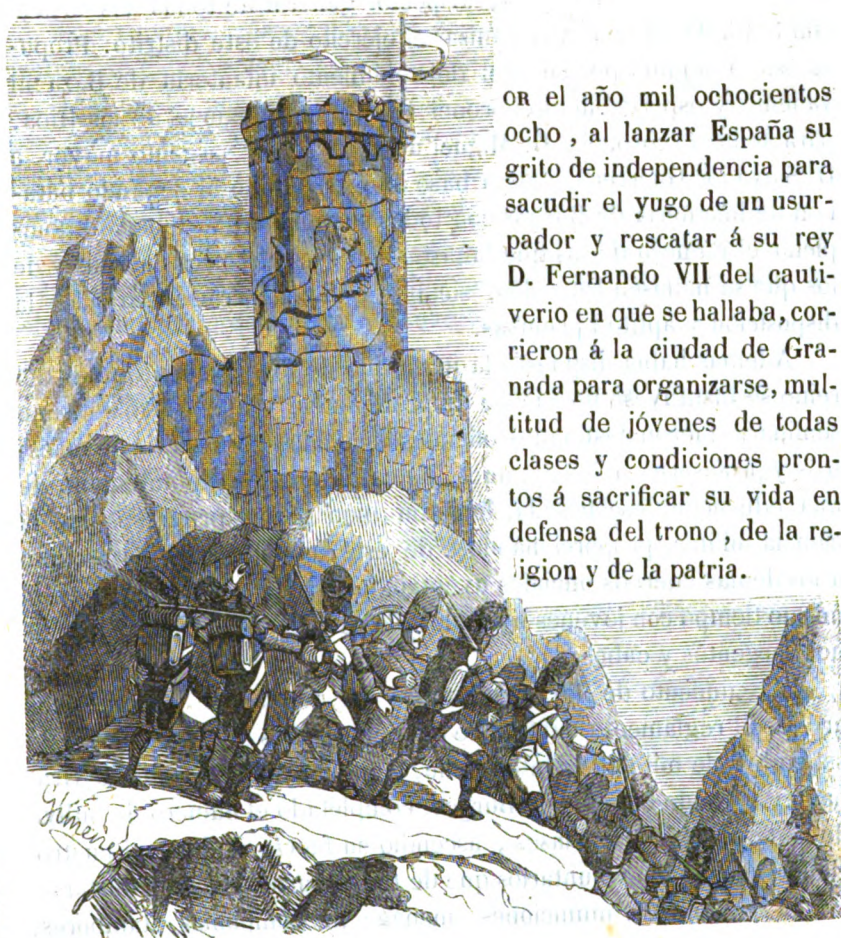 OR el año mil ochocientos
ocho , al lanzar España su
grito de independencia para
sacudir el yugo de un usur-
pador y rescatar á su rey
D. Fernando VII del cauti-
verio en que se hallaba, cor-
rieron á la ciudad de Gra-
nada para organizarse, mul-
titud de jóvenes de todas
clases y condiciones pron-
tos á sacrificar su vida en
defensa del trono , de la re-
ligion y de la patria.
Gimenez